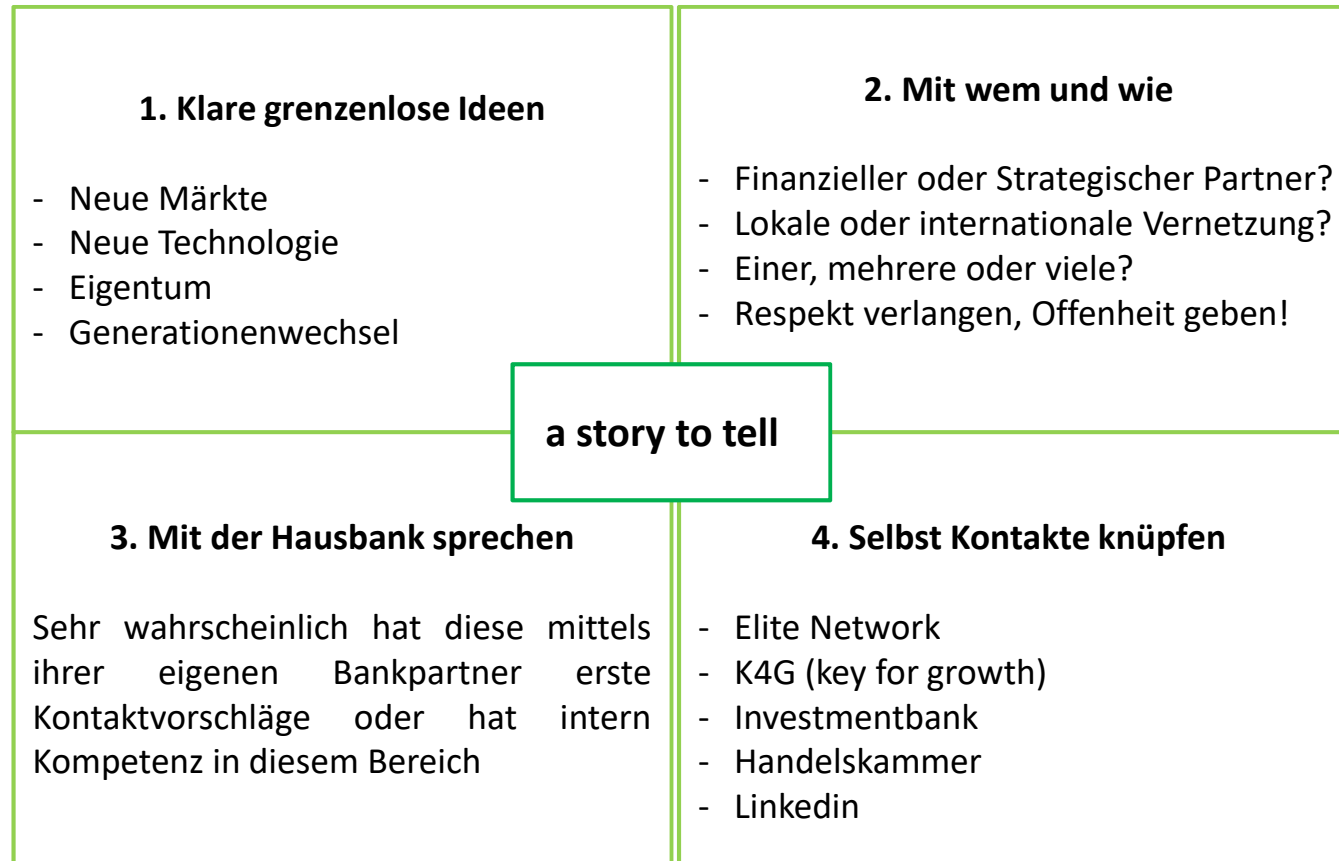 1. Klare grenzenlose Ideen
- Neue Märkte
- Neue Technologie
- Eigentum
- Generationenwechsel
2. Mit wem und wie
- Finanzieller oder Strategischer Partner?
- Lokale oder internationale Vernetzung?
- Einer, mehrere oder viele?
- Respekt verlangen, Offenheit geben!
a story to tell
3. Mit der Hausbank sprechen
Sehr wahrscheinlich hat diese mittels
ihrer eigenen Bankpartner erste
Kontaktvorschläge oder hat intern
Kompetenz in diesem Bereich
4. Selbst Kontakte knüpfen
- Elite Network
- K4G (key for growth)
- Investmentbank
- Handelskammer
- Linkedin